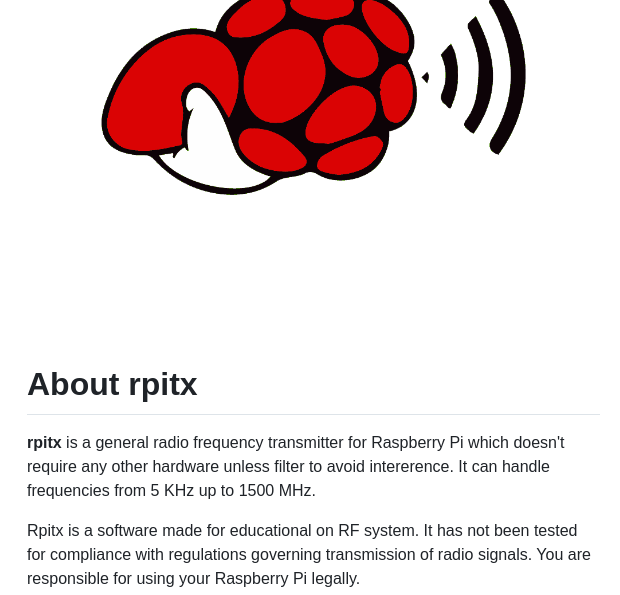 About rpitx
rpitx is a general radio frequency transmitter for Raspberry Pi which doesn't
require any other hardware unless filter to avoid intererence. It can handle
frequencies from 5 KHz up to 1500 MHz.
Rpitx is a software made for educational on RF system. It has not been tested
for compliance with regulations governing transmission of radio signals. You are
responsible for using your Raspberry Pi legally.